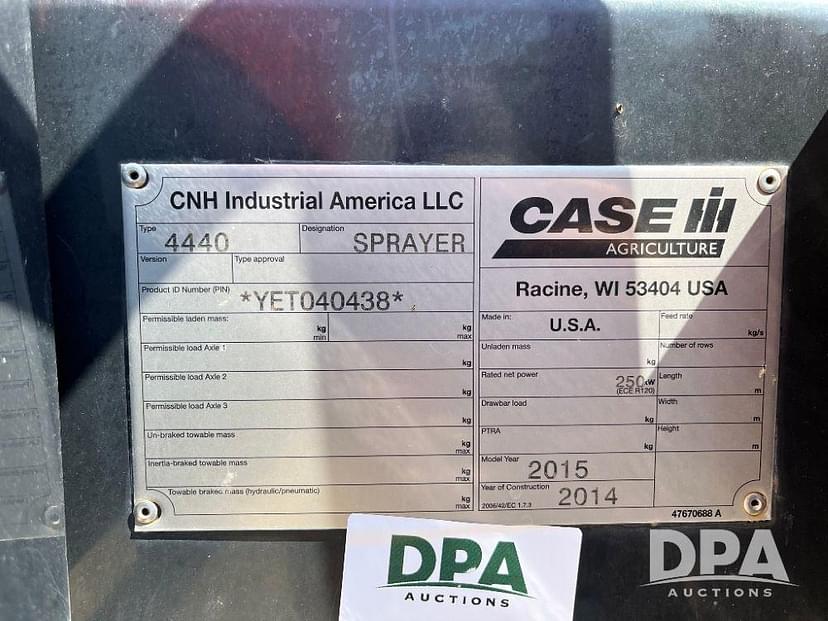 CNH Industrial America LLC
Type
4440
Designation
SPRAYER
Version
Type approval
Product ID Number (PIN)
*YET040438*
Permissible laden mass:
kg
min
kg
max
Permissible load Axle 1
kg
Permissible load Axle 2
kg
Permissible load Axle 3
kg
Un-braked towable mass
kg
max
Inertia-braked towable mass
kg
max
Towable braked mass (hydraulic/pneumatic)
kg
max
CASE IH
AGRICULTURE
Racine, WI 53404 USA
Made in:
U.S.A.
Feed rate
kg/s
Unladen mass
kg
Number of rows
Rated net power
250 kW
(ECE R120)
Length
m
Drawbar load
kg
Width
m
PTRA
kg
Height
m
Model Year
2015
Year of Construction
2014
2006/42/EC 1.7.3
47670688 A
DPA
AUCTIONS
DPA
AUCTIONS